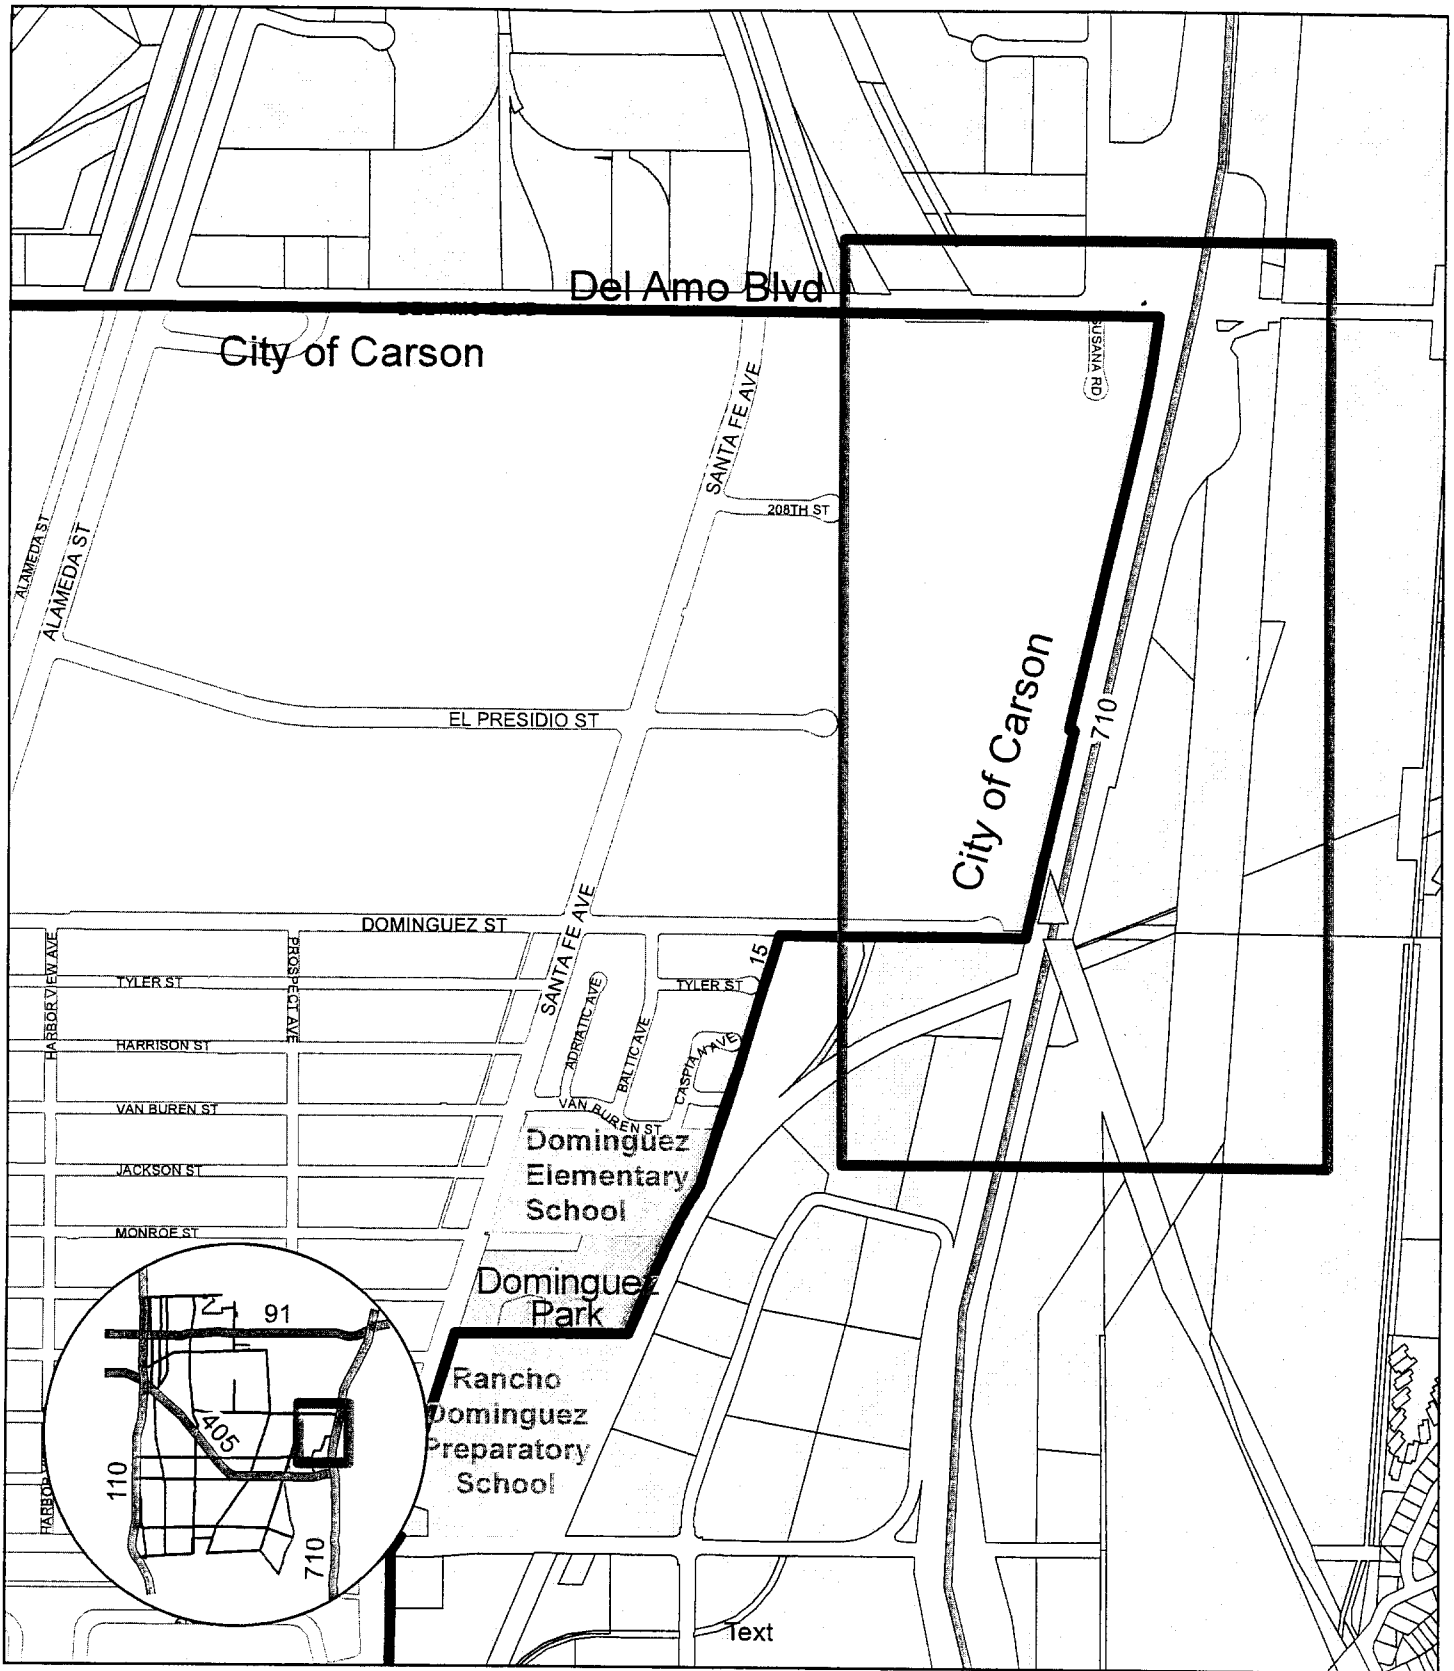 Del Amo Blvd
City of Carson
SUSANA RD
SANTA FE AVE
208TH ST
ALAMEDA ST
ALAMEDA ST
City of Carson
710
EL PRESIDIO ST
DOMINGUEZ ST
SANTA FE AVE
15
HARBOR VIEW AVE
PROSPECT AVE
TYLER ST
TYLER ST
ADRIATIC AVE
BALTIC AVE
CASPIAN AVE
HARRISON ST
VAN BUREN ST
VAN BUREN ST
Dominguez
Elementary
School
JACKSON ST
MONROE ST
Dominguez
Park
Rancho
Dominguez
Preparatory
School
91
405
110
710
HARBOR
Text